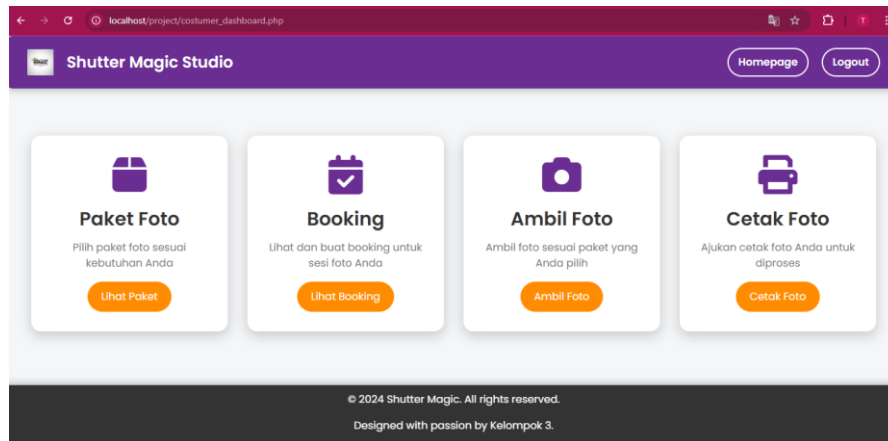 localhost/project/costumer_dashboard.php
T
Shutter Magic Studio
Homepage
Logout
Paket Foto
Pilih paket foto sesuai
kebutuhan Anda
Lihat Paket
Booking
Lihat dan buat booking untuk
sesi foto Anda
Lihat Booking
Ambil Foto
Ambil foto sesuai paket yang
Anda pilih
Ambil Foto
Cetak Foto
Ajukan cetak foto Anda untuk
diproses
Cetak Foto
© 2024 Shutter Magic. All rights reserved.
Designed with passion by Kelompok 3.